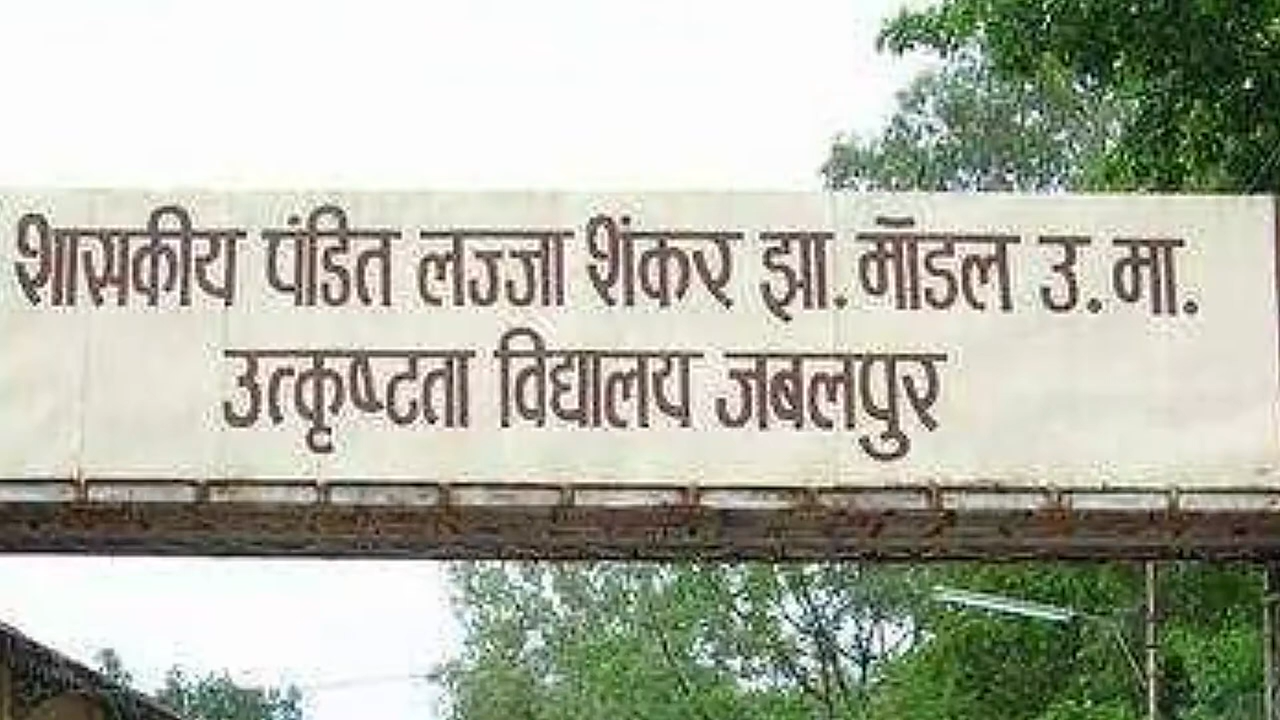 शासकीय पंडित लज्जा शंकर झा. मॉडल उ. मा.
उत्कृष्टता विद्यालय जबलपुर